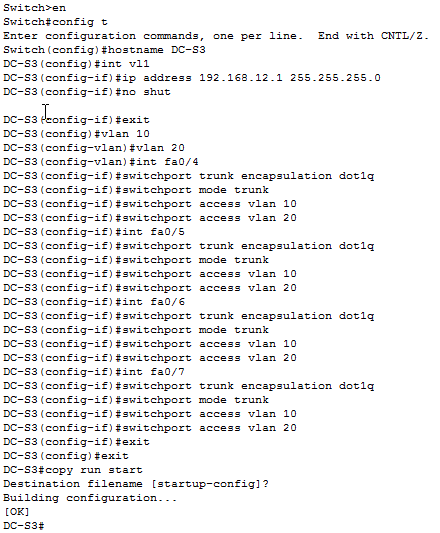 Switch>en
Switch#config t
Enter configuration commands, one per line.  End with CNTL/Z.
Switch(config)#hostname DC-S3
DC-S3(config)#int vl1
DC-S3(config-if)#ip address 192.168.12.1 255.255.255.0
DC-S3(config-if)#no shut
DC-S3(config-if)#exit
DC-S3(config)#vlan 10
DC-S3(config-vlan)#vlan 20
DC-S3(config-vlan)#int fa0/4
DC-S3(config-if)#switchport trunk encapsulation dot1q
DC-S3(config-if)#switchport mode trunk
DC-S3(config-if)#switchport access vlan 10
DC-S3(config-if)#switchport access vlan 20
DC-S3(config-if)#int fa0/5
DC-S3(config-if)#switchport trunk encapsulation dot1q
DC-S3(config-if)#switchport mode trunk
DC-S3(config-if)#switchport access vlan 10
DC-S3(config-if)#switchport access vlan 20
DC-S3(config-if)#int fa0/6
DC-S3(config-if)#switchport trunk encapsulation dot1q
DC-S3(config-if)#switchport mode trunk
DC-S3(config-if)#switchport access vlan 10
DC-S3(config-if)#switchport access vlan 20
DC-S3(config-if)#int fa0/7
DC-S3(config-if)#switchport trunk encapsulation dot1q
DC-S3(config-if)#switchport mode trunk
DC-S3(config-if)#switchport access vlan 10
DC-S3(config-if)#switchport access vlan 20
DC-S3(config-if)#exit
DC-S3(config)#exit
DC-S3#copy run start
Destination filename [startup-config]?
Building configuration...
[OK]
DC-S3#